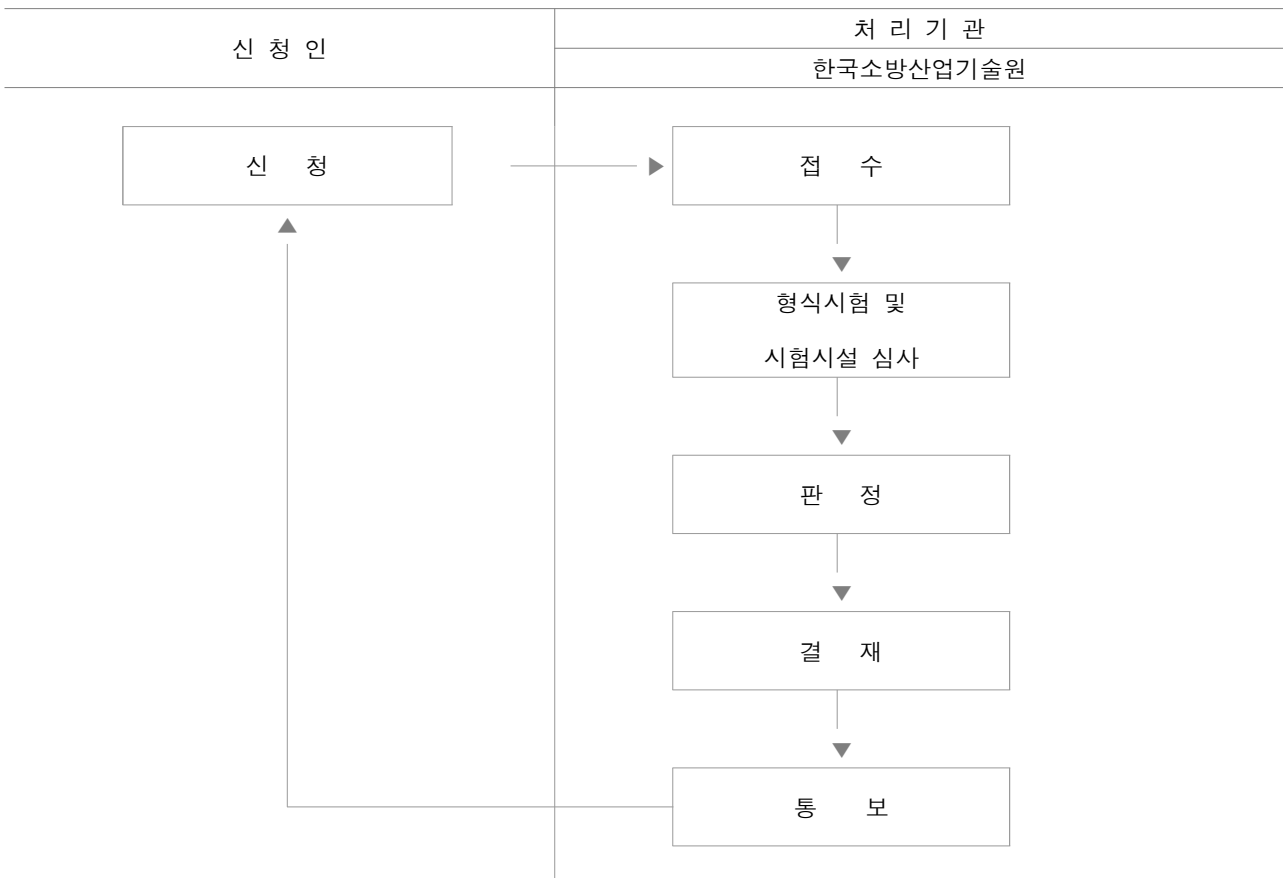 신 청 인
처 리 기 관
한국소방산업기술원
신 청
접 수
형식시험 및
시험시설 심사
판 정
결 재
통 보